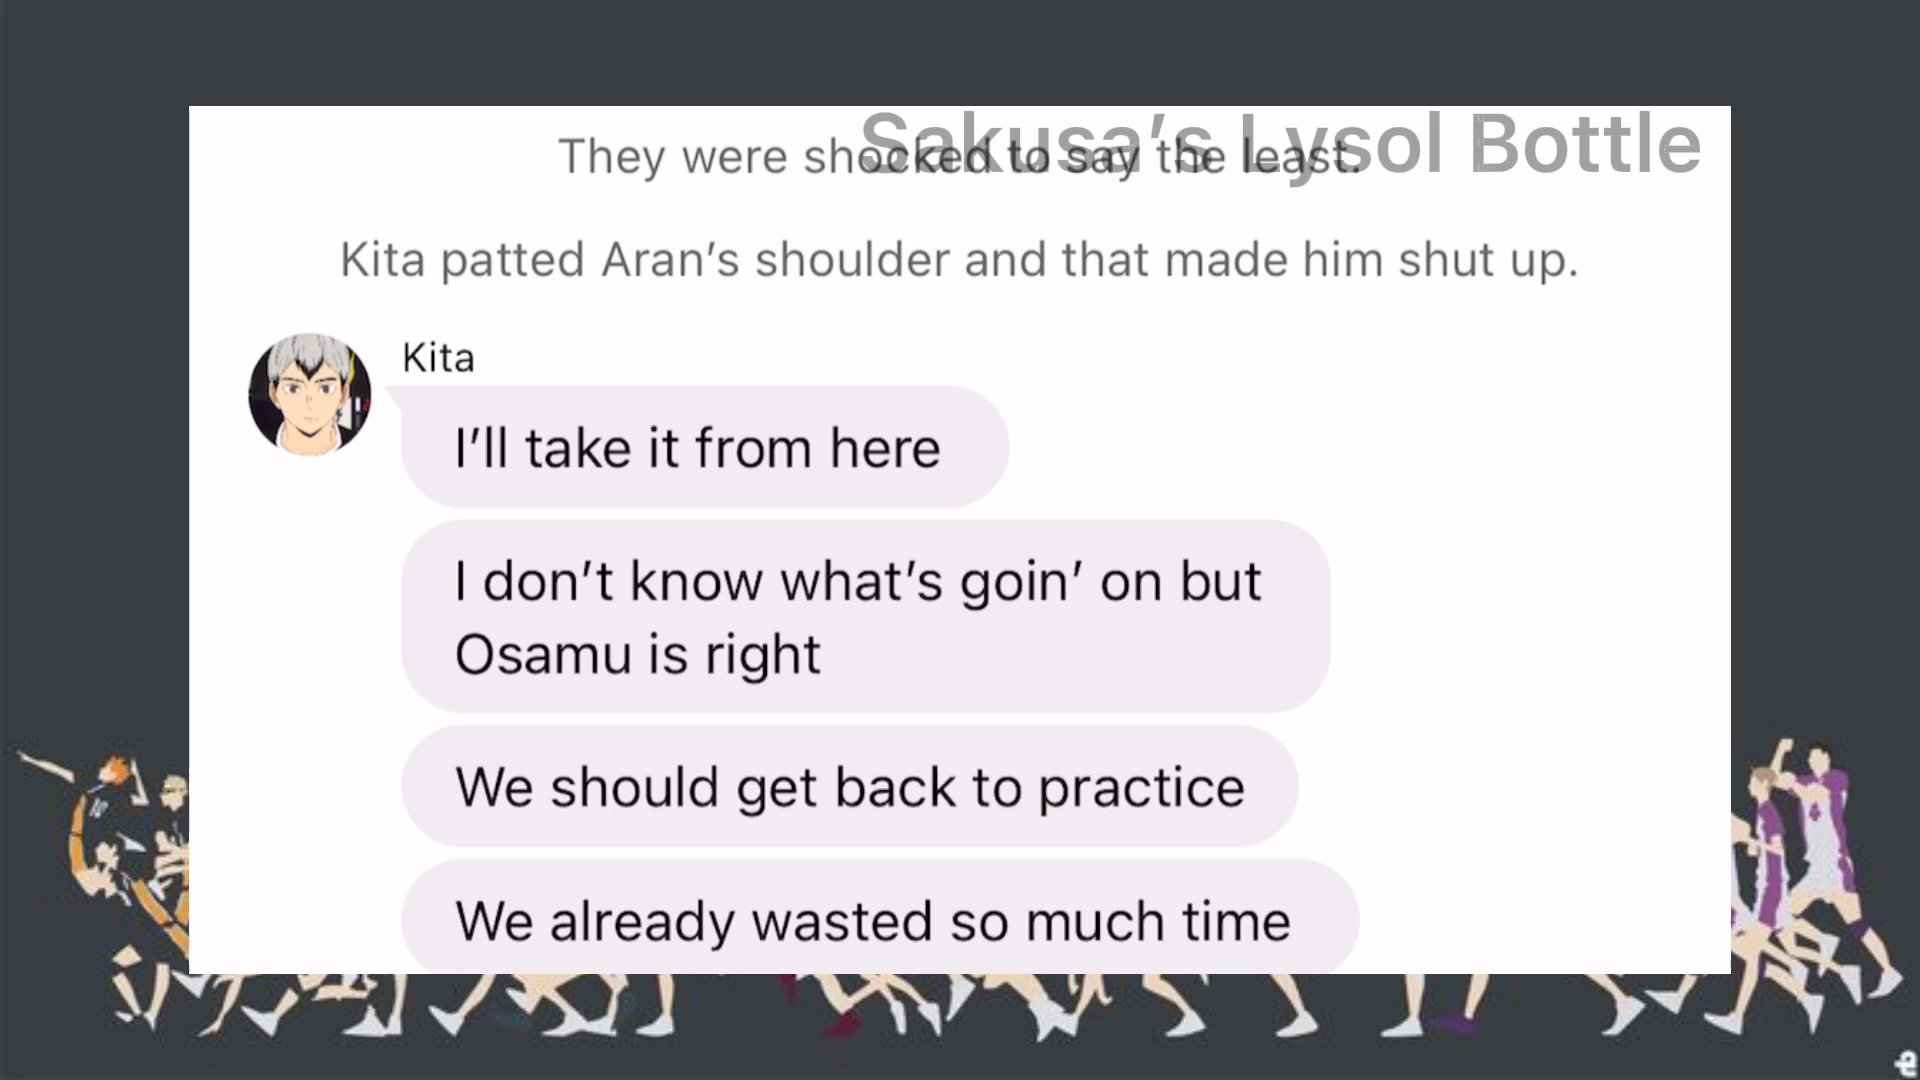 Sakusa’s Lysol Bottle
They were shocked to say the least.
Kita patted Aran’s shoulder and that made him shut up.
Kita
I’ll take it from here
I don’t know what’s goin’ on but
Osamu is right
We should get back to practice
We already wasted so much time